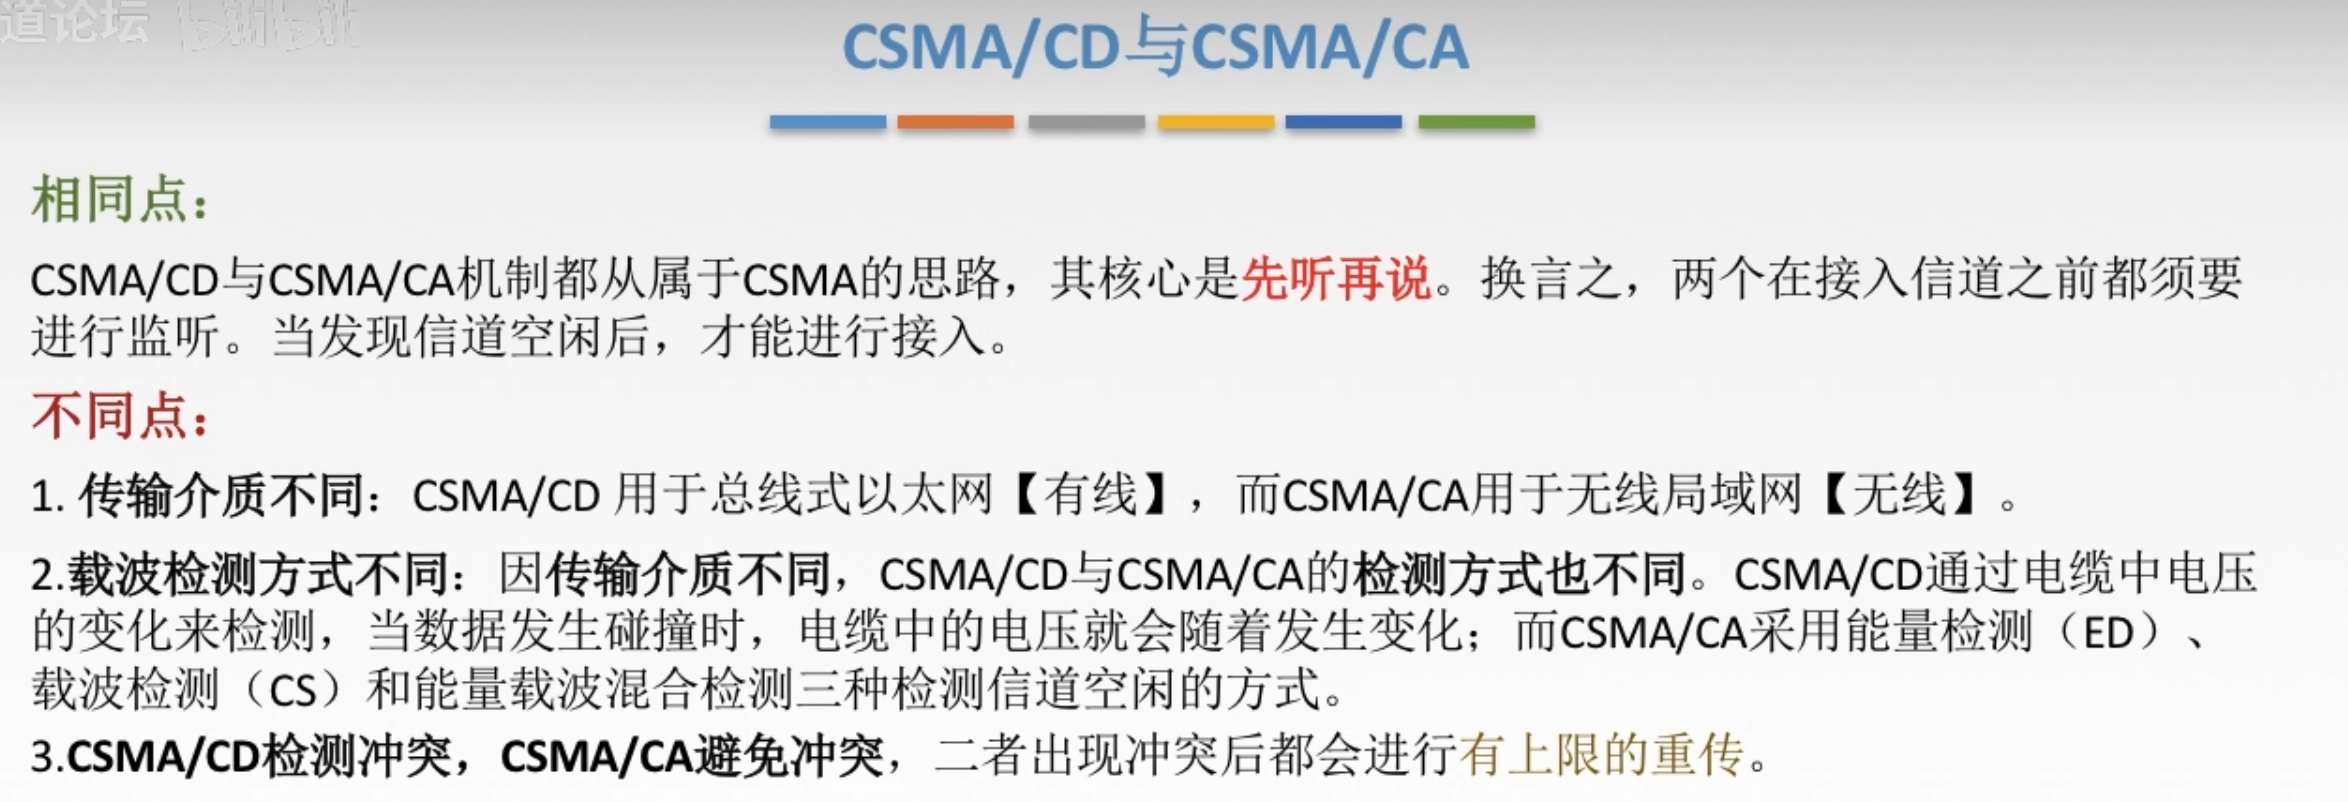 道论坛 bilibili
CSMA/CD与CSMA/CA
相同点：
CSMA/CD与CSMA/CA机制都从属于CSMA的思路，其核心是先听再说。换言之，两个在接入信道之前都须要
进行监听。当发现信道空闲后，才能进行接入。
不同点：
1. 传输介质不同：CSMA/CD 用于总线式以太网【有线】，而CSMA/CA用于无线局域网【无线】。
2.载波检测方式不同：因传输介质不同，CSMA/CD与CSMA/CA的检测方式也不同。CSMA/CD通过电缆中电压
的变化来检测，当数据发生碰撞时，电缆中的电压就会随着发生变化；而CSMA/CA采用能量检测（ED）、
载波检测（CS）和能量载波混合检测三种检测信道空闲的方式。
3.CSMA/CD检测冲突，CSMA/CA避免冲突，二者出现冲突后都会进行有上限的重传。